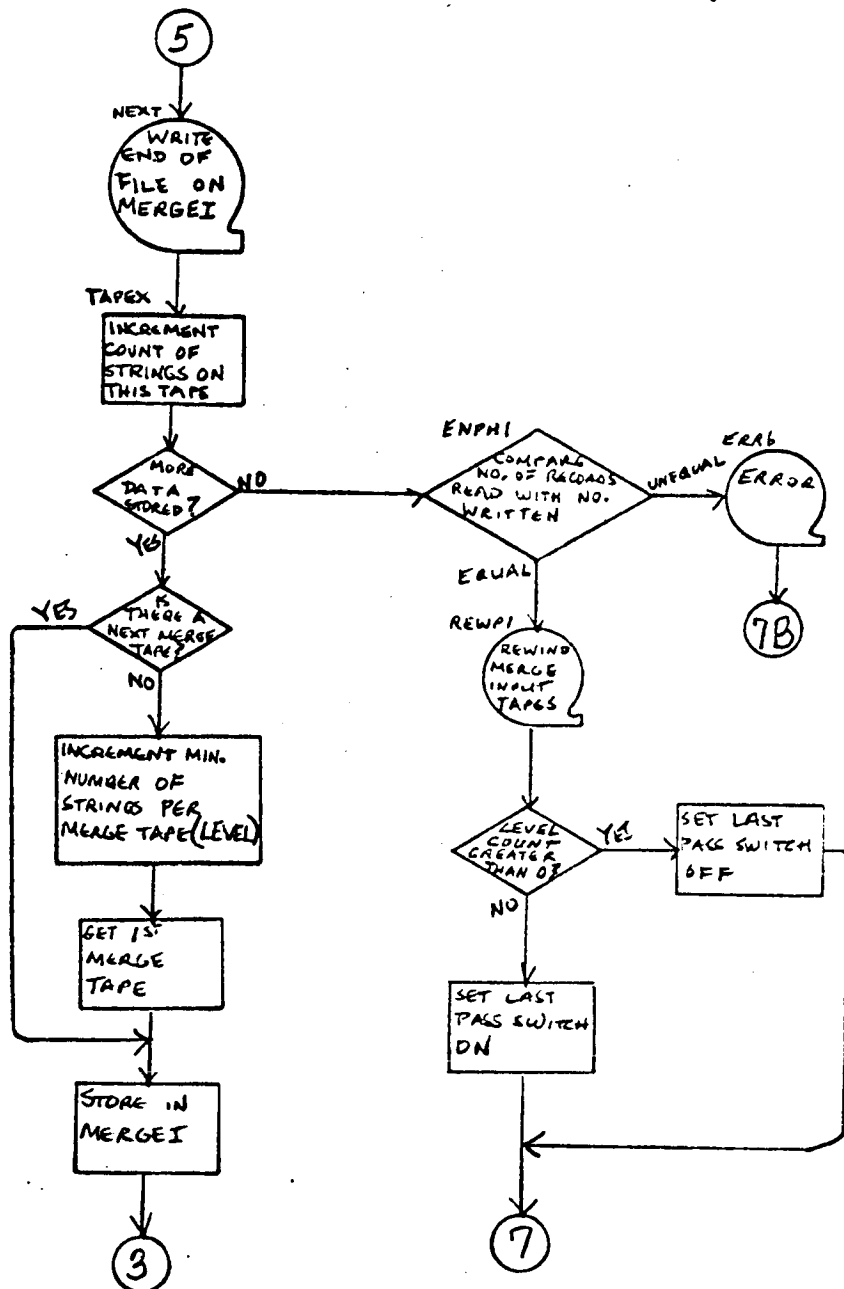 5
NEXT
WRITE
END OF
FILE ON
MERGEI
TAPEX
INCREMENT
COUNT OF
STRINGS ON
THIS TAPE
MORE
DATA
STORED?
NO
YES
IS
THERE A
NEXT MERGE
TAPE?
YES
NO
INCREMENT MIN.
NUMBER OF
STRINGS PER
MERGE TAPE (LEVEL)
GET 1ST
MERGE
TAPE
STORE IN
MERGEI
3
ENPH1
COMPARE
NO. OF RECORDS
READ WITH NO.
WRITTEN
UNEQUAL
ERR6
ERROR
7B
EQUAL
REWP1
REWIND
MERGE
INPUT
TAPES
LEVEL
COUNT
GREATER
THAN 0?
YES
SET LAST
PASS SWITCH
OFF
NO
SET LAST
PASS SWITCH
ON
7